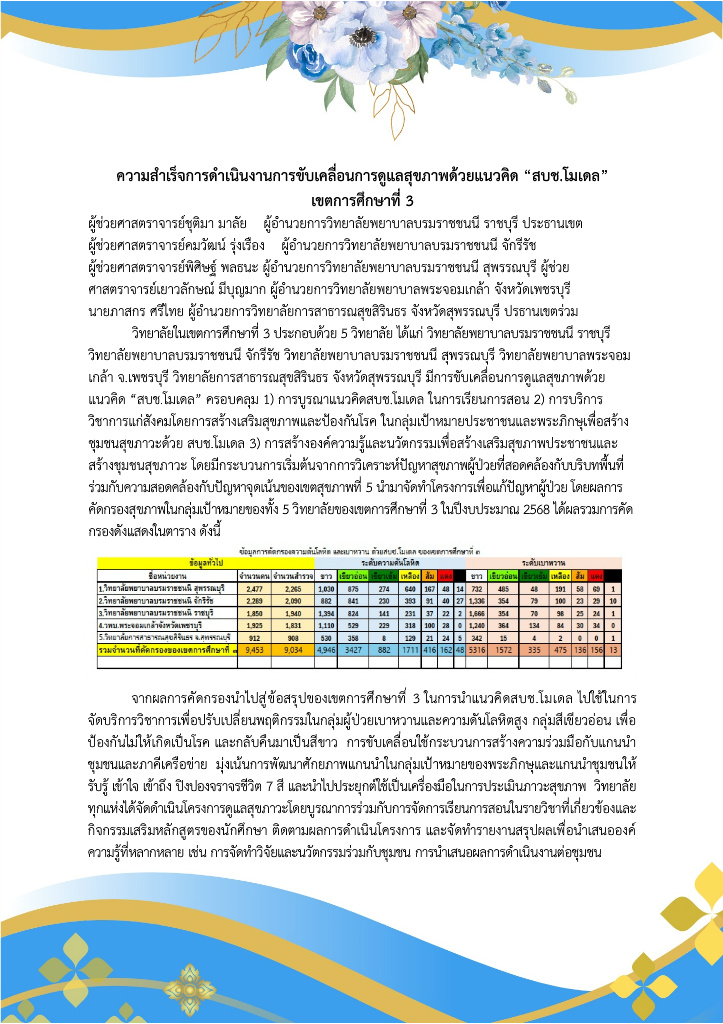 ความสำเร็จการดำเนินงานการขับเคลื่อนการดูแลสุขภาพด้วยแนวคิด “สบช.โมเดล”
เขตการศึกษาที่ 3
ผู้ช่วยศาสตราจารย์ชุติมา มาลัย ผู้อำนวยการวิทยาลัยพยาบาลบรมราชชนนี ราชบุรี ประธานเขต
ผู้ช่วยศาสตราจารย์คมวัฒน์ รุ่งเรือง ผู้อำนวยการวิทยาลัยพยาบาลบรมราชชนนี จักรีรัช
ผู้ช่วยศาสตราจารย์พิศิษฐ์ พลธนะ ผู้อำนวยการวิทยาลัยพยาบาลบรมราชชนนี สุพรรณบุรี ผู้ช่วย
ศาสตราจารย์เยาวลักษณ์ มีบุญมาก ผู้อำนวยการวิทยาลัยพยาบาลพระจอมเกล้า จังหวัดเพชรบุรี
นายภาสกร ศรีไทย ผู้อำนวยการวิทยาลัยการสาธารณสุขสิรินธร จังหวัดสุพรรณบุรี ปรธานเขตร่วม
วิทยาลัยในเขตการศึกษาที่ 3 ประกอบด้วย 5 วิทยาลัย ได้แก่ วิทยาลัยพยาบาลบรมราชชนนี ราชบุรี
วิทยาลัยพยาบาลบรมราชชนนี จักรีรัช วิทยาลัยพยาบาลบรมราชชนนี สุพรรณบุรี วิทยาลัยพยาบาลพระจอม
เกล้า จ.เพชรบุรี วิทยาลัยการสาธารณสุขสิรินธร จังหวัดสุพรรณบุรี มีการขับเคลื่อนการดูแลสุขภาพด้วย
แนวคิด “สบช.โมเดล” ครอบคลุม 1) การบูรณาแนวคิดสบช.โมเดล ในการเรียนการสอน 2) การบริการ
วิชาการแก่สังคมโดยการสร้างเสริมสุขภาพและป้องกันโรค ในกลุ่มเป้าหมายประชาชนและพระภิกษุเพื่อสร้าง
ชุมชนสุขภาวะด้วย สบช.โมเดล 3) การสร้างองค์ความรู้และนวัตกรรมเพื่อสร้างเสริมสุขภาพประชาชนและ
สร้างชุมชนสุขภาวะ โดยมีกระบวนการเริ่มต้นจากการวิเคราะห์ปัญหาสุขภาพผู้ป่วยที่สอดคล้องกับบริบทพื้นที่
ร่วมกับความสอดคล้องกับปัญหาจุดเน้นของเขตสุขภาพที่ 5 นำมาจัดทำโครงการเพื่อแก้ปัญหาผู้ป่วย โดยผลการ
คัดกรองสุขภาพในกลุ่มเป้าหมายของทั้ง 5 วิทยาลัยของเขตการศึกษาที่ 3 ในปีงบประมาณ 2568 ได้ผลรวมการคัด
กรองดังแสดงในตาราง ดังนี้
ข้อมูลการคัดกรองความดันโลหิต และเบาหวาน ด้วยสบช.โมเดล ของเขตการศึกษาที่ ๓
ข้อมูลทั่วไป ระดับความดันโลหิต ระดับเบาหวาน
ชื่อหน่วยงาน จำนวนคน จำนวนสำรวจ ขาว เขียวอ่อน เขียวเข้ม เหลือง ส้ม แดง ขาว เขียวอ่อน เขียวเข้ม เหลือง ส้ม แดง
1.วิทยาลัยพยาบาลบรมราชชนนี สุพรรณบุรี 2,477 2,265 1,030 875 274 640 167 48 14 732 485 48 191 58 69 1
2.วิทยาลัยพยาบาลบรมราชชนนี จักรีรัช 2,289 2,090 882 841 230 393 91 40 27 1,336 354 79 100 23 29 10
3.วิทยาลัยพยาบาลบรมราชชนนี ราชบุรี 1,850 1,940 1,394 824 141 231 37 22 2 1,666 354 70 98 25 24 1
4.วพม.พระจอมเกล้าจังหวัดเพชรบุรี 1,925 1,831 1,110 529 229 318 100 28 0 1,240 364 134 84 30 34 0
5.วิทยาลัยการสาธารณสุขสิรินธร จ.สุพรรณบุรี 912 908 530 358 8 129 21 24 5 342 15 4 2 0 0 1
รวมจำนวนที่คัดกรองของเขตการศึกษาที่ ๓ 9,453 9,034 4,946 3427 882 1711 416 162 48 5316 1572 335 475 136 156 13
จากผลการคัดกรองนำไปสู่ข้อสรุปของเขตการศึกษาที่ 3 ในการนำแนวคิดสบช.โมเดล ไปใช้ในการ
จัดบริการวิชาการเพื่อปรับเปลี่ยนพฤติกรรมในกลุ่มผู้ป่วยเบาหวานและความดันโลหิตสูง กลุ่มสีเขียวอ่อน เพื่อ
ป้องกันไม่ให้เกิดเป็นโรค และกลับคืนมาเป็นสีขาว การขับเคลื่อนใช้กระบวนการสร้างความร่วมมือกับแกนนำ
ชุมชนและภาคีเครือข่าย มุ่งเน้นการพัฒนาศักยภาพแกนนำในกลุ่มเป้าหมายของพระภิกษุและแกนนำชุมชนให้
รับรู้ เข้าใจ เข้าถึง ปิงปองจราจรชีวิต 7 สี และนำไปประยุกต์ใช้เป็นเครื่องมือในการประเมินภาวะสุขภาพ วิทยาลัย
ทุกแห่งได้จัดดำเนินโครงการดูแลสุขภาวะโดยบูรณาการร่วมกับการจัดการเรียนการสอนในรายวิชาที่เกี่ยวข้องและ
กิจกรรมเสริมหลักสูตรของนักศึกษา ติดตามผลการดำเนินโครงการ และจัดทำรายงานสรุปผลเพื่อนำเสนอองค์
ความรู้ที่หลากหลาย เช่น การจัดทำวิจัยและนวัตกรรมร่วมกับชุมชน การนำเสนอผลการดำเนินงานต่อชุมชน